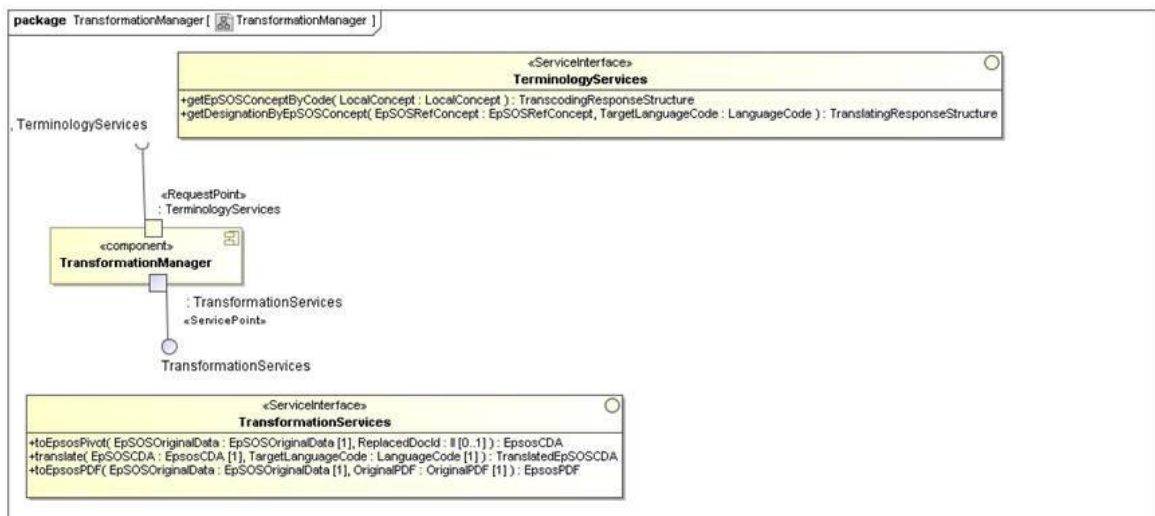 package TransformationManager [ TransformationManager ]
«ServiceInterface»
TerminologyServices
+getEpSOSConceptByCode( LocalConcept : LocalConcept ) : TranscodingResponseStructure
+getDesignationByEpSOSConcept( EpSOSRefConcept : EpSOSRefConcept, TargetLanguageCode : LanguageCode ) : TranslatingResponseStructure
, TerminologyServices
«RequestPoint»
: TerminologyServices
«component»
TransformationManager
: TransformationServices
«ServicePoint»
TransformationServices
«ServiceInterface»
TransformationServices
+toEpsosPivot( EpSOSOriginalData : EpSOSOriginalData [1], ReplacedDocId : II [0..1] ) : EpsosCDA
+translate( EpSOSCDA : EpsosCDA [1], TargetLanguageCode : LanguageCode [1] ) : TranslatedEpSOSCDA
+toEpsosPDF( EpSOSOriginalData : EpSOSOriginalData [1], OriginalPDF : OriginalPDF [1] ) : EpsosPDF